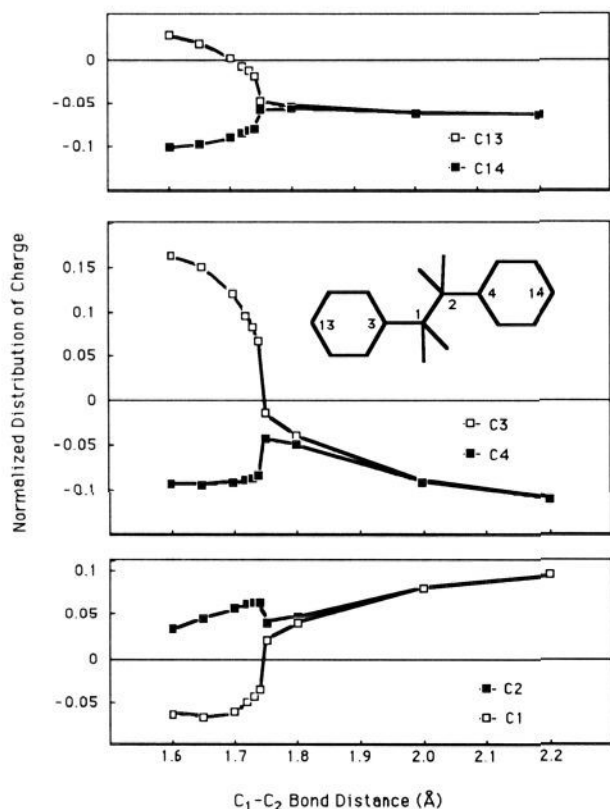 0
-0.05
-0.1
C13
C14
Normalized Distribution of Charge
0.15
0.1
0.05
0
-0.05
-0.1
13
3
1
2
4
14
C3
C4
0.1
0.05
0
-0.05
C2
C1
1.6 1.7 1.8 1.9 2.0 2.1 2.2
C₁-C₂ Bond Distance (Å)